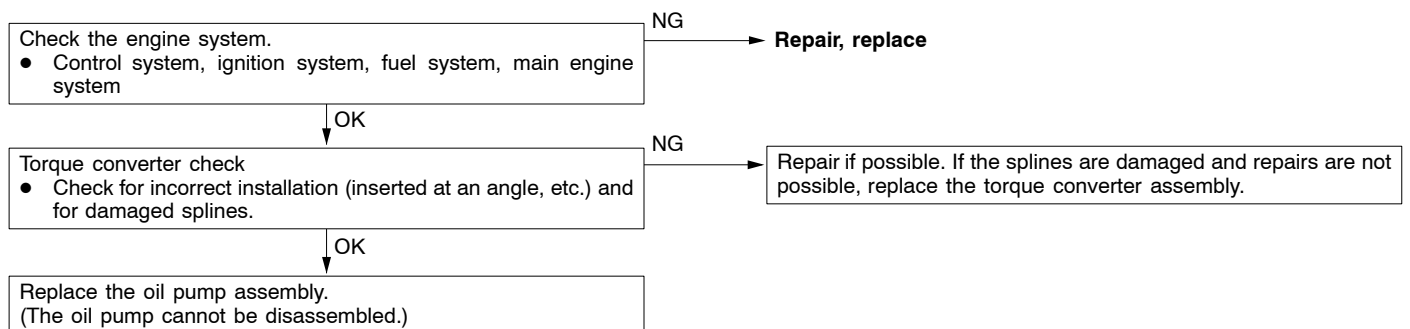 Check the engine system.
NG
Repair, replace
● Control system, ignition system, fuel system, main engine
system
OK
Torque converter check
NG
● Check for incorrect installation (inserted at an angle, etc.) and
for damaged splines.
Repair if possible. If the splines are damaged and repairs are not
possible, replace the torque converter assembly.
OK
Replace the oil pump assembly.
(The oil pump cannot be disassembled.)